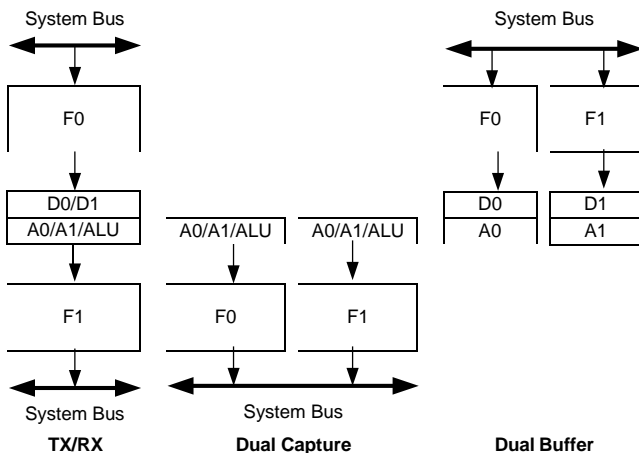 System Bus
F0
D0/D1
A0/A1/ALU
F1
System Bus
TX/RX
A0/A1/ALU
A0/A1/ALU
F0
F1
System Bus
Dual Capture
System Bus
F0
F1
D0
D1
A0
A1
Dual Buffer